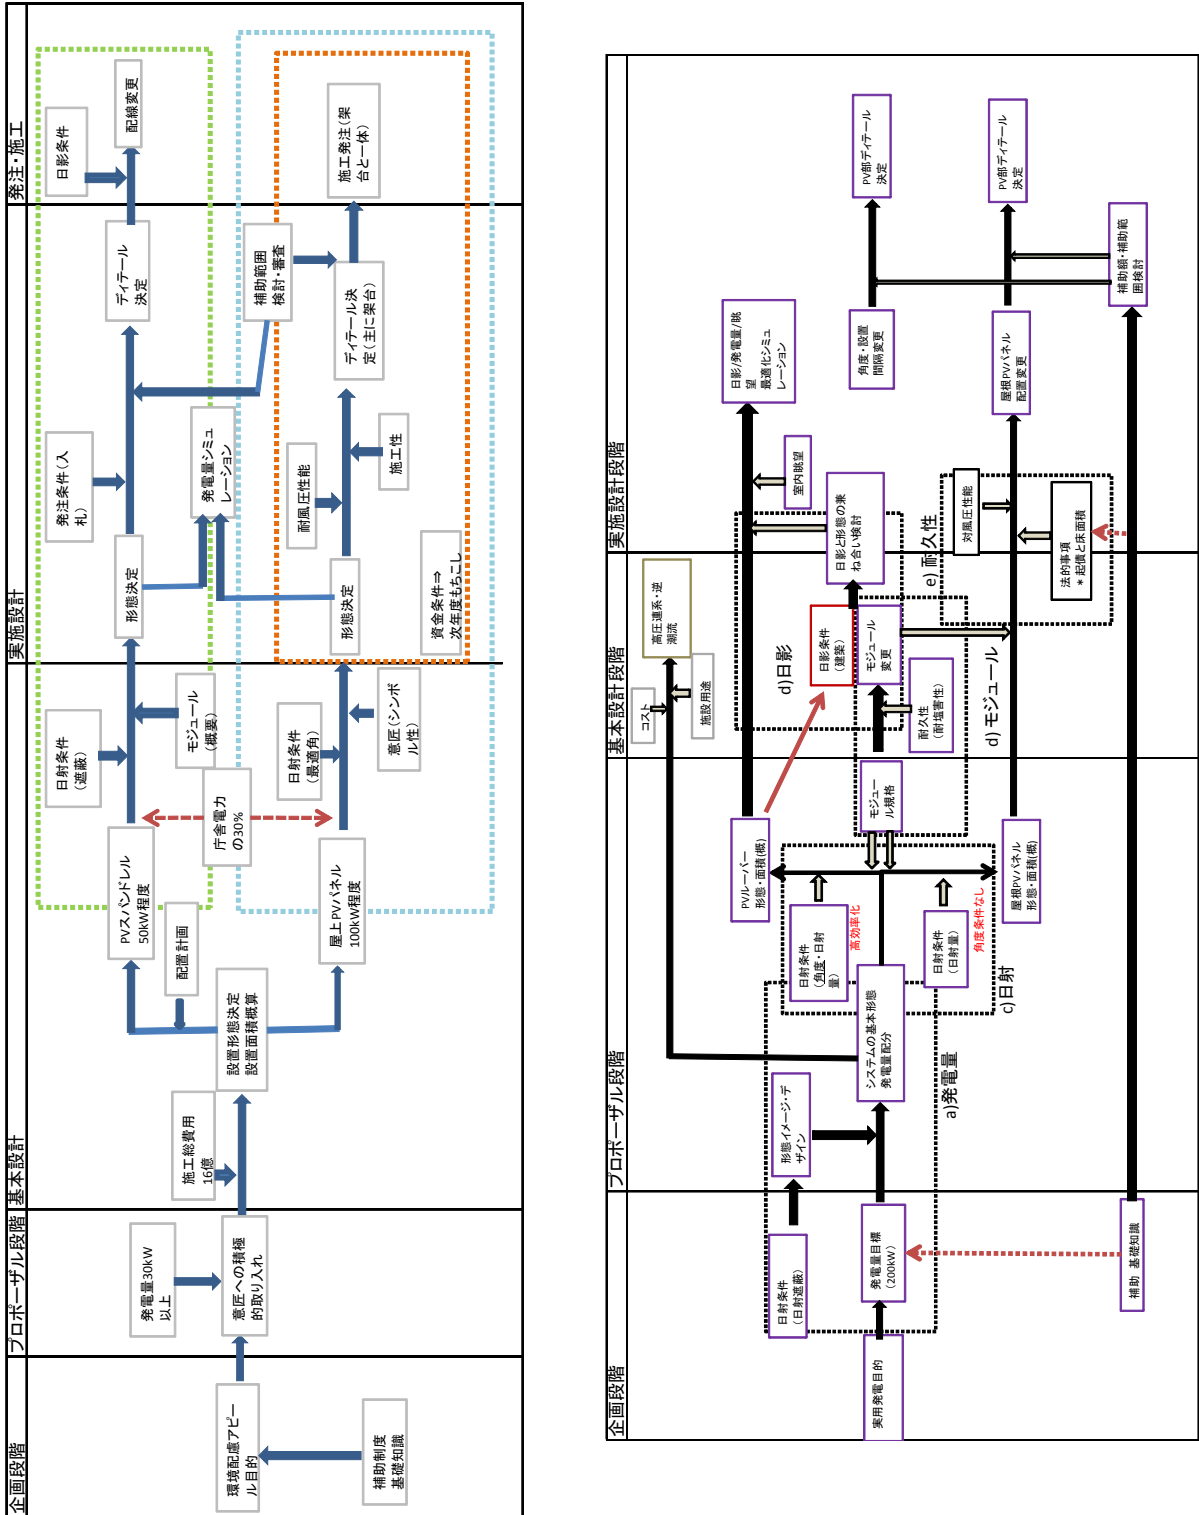 企画段階
プロポーザル段階
基本設計
実施設計
発注・施工
環境配慮アピー
ル目的
補助制度
基礎知識
発電量30kW
以上
意匠への積極
的取り入れ
施工総費用
16億
設置形態決定
設置面積概算
配置計画
PVスパンドレル
50kW程度
屋上PVパネル
100kW程度
庁舎電力
の30%
日射条件
(遮蔽)
モジュール
(概要)
日射条件
(最適角)
意匠(シンボ
ル性)
形態決定
形態決定
資金条件⇒
次年度もちこし
発注条件(入
札)
発電量シミュ
レーション
耐風圧性能
施工性
ディテール
決定
補助範囲
検討・審査
ディテール決
定(主に架台)
日影条件
配線変更
施工発注(架
台と一体)
企画段階
プロポーザル段階
基本設計段階
実施設計段階
実用発電目的
日射条件
(日射遮蔽)
発電量目標
(200kW)
補助 基礎知識
形態イメージ・デ
ザイン
システムの基本形態
発電量配分
a)発電量
日射条件
(角度・日射
量)
高効率化
日射条件
(日射量)
角度条件なし
c)日射
PVルーバー
形態・面積(概)
モジュー
ル規格
屋根PVパネル
形態・面積(概)
コスト
高圧連系・逆
潮流
施設用途
d)日影
日影条件
(建築)
モジュール
変更
耐久性
(耐塩害性)
d)モジュール
日影と形態の兼
ね合い検討
室内眺望
e)耐久性
対風圧性能
法的事項
*起債と床面積
日影/発電量/眺
望
最適化シミュ
レーション
角度・設置
間隔変更
屋根PVパネル
配置変更
補助額・補助範
囲検討
PV部ディテール
決定
PV部ディテール
決定